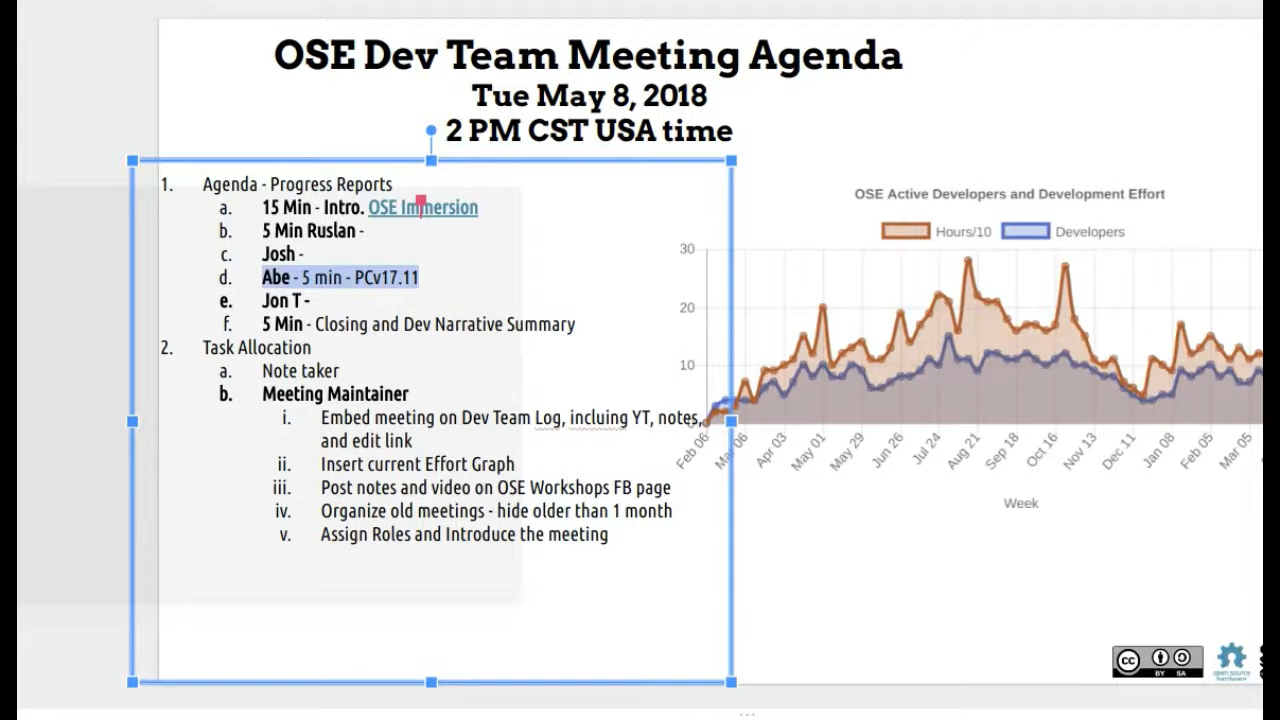 OSE Dev Team Meeting Agenda
Tue May 8, 2018
2 PM CST USA time
1. Agenda - Progress Reports
a. 15 Min - Intro. OSE Immersion
b. 5 Min Ruslan -
c. Josh -
d. Abe - 5 min - PCv17.11
e. Jon T -
f. 5 Min - Closing and Dev Narrative Summary
2. Task Allocation
a. Note taker
b. Meeting Maintainer
i. Embed meeting on Dev Team Log, incluing YT, notes,
and edit link
ii. Insert current Effort Graph
iii. Post notes and video on OSE Workshops FB page
iv. Organize old meetings - hide older than 1 month
v. Assign Roles and Introduce the meeting
OSE Active Developers and Development Effort
Hours/10 Developers
30
20
10
Feb 06 Mar 06 Apr 03 May 01 May 29 Jun 26 Jul 24 Aug 21 Sep 18 Oct 16 Nov 13 Dec 11 Jan 08 Feb 05 Mar 05
Week
cc BY SA
open source
hardware